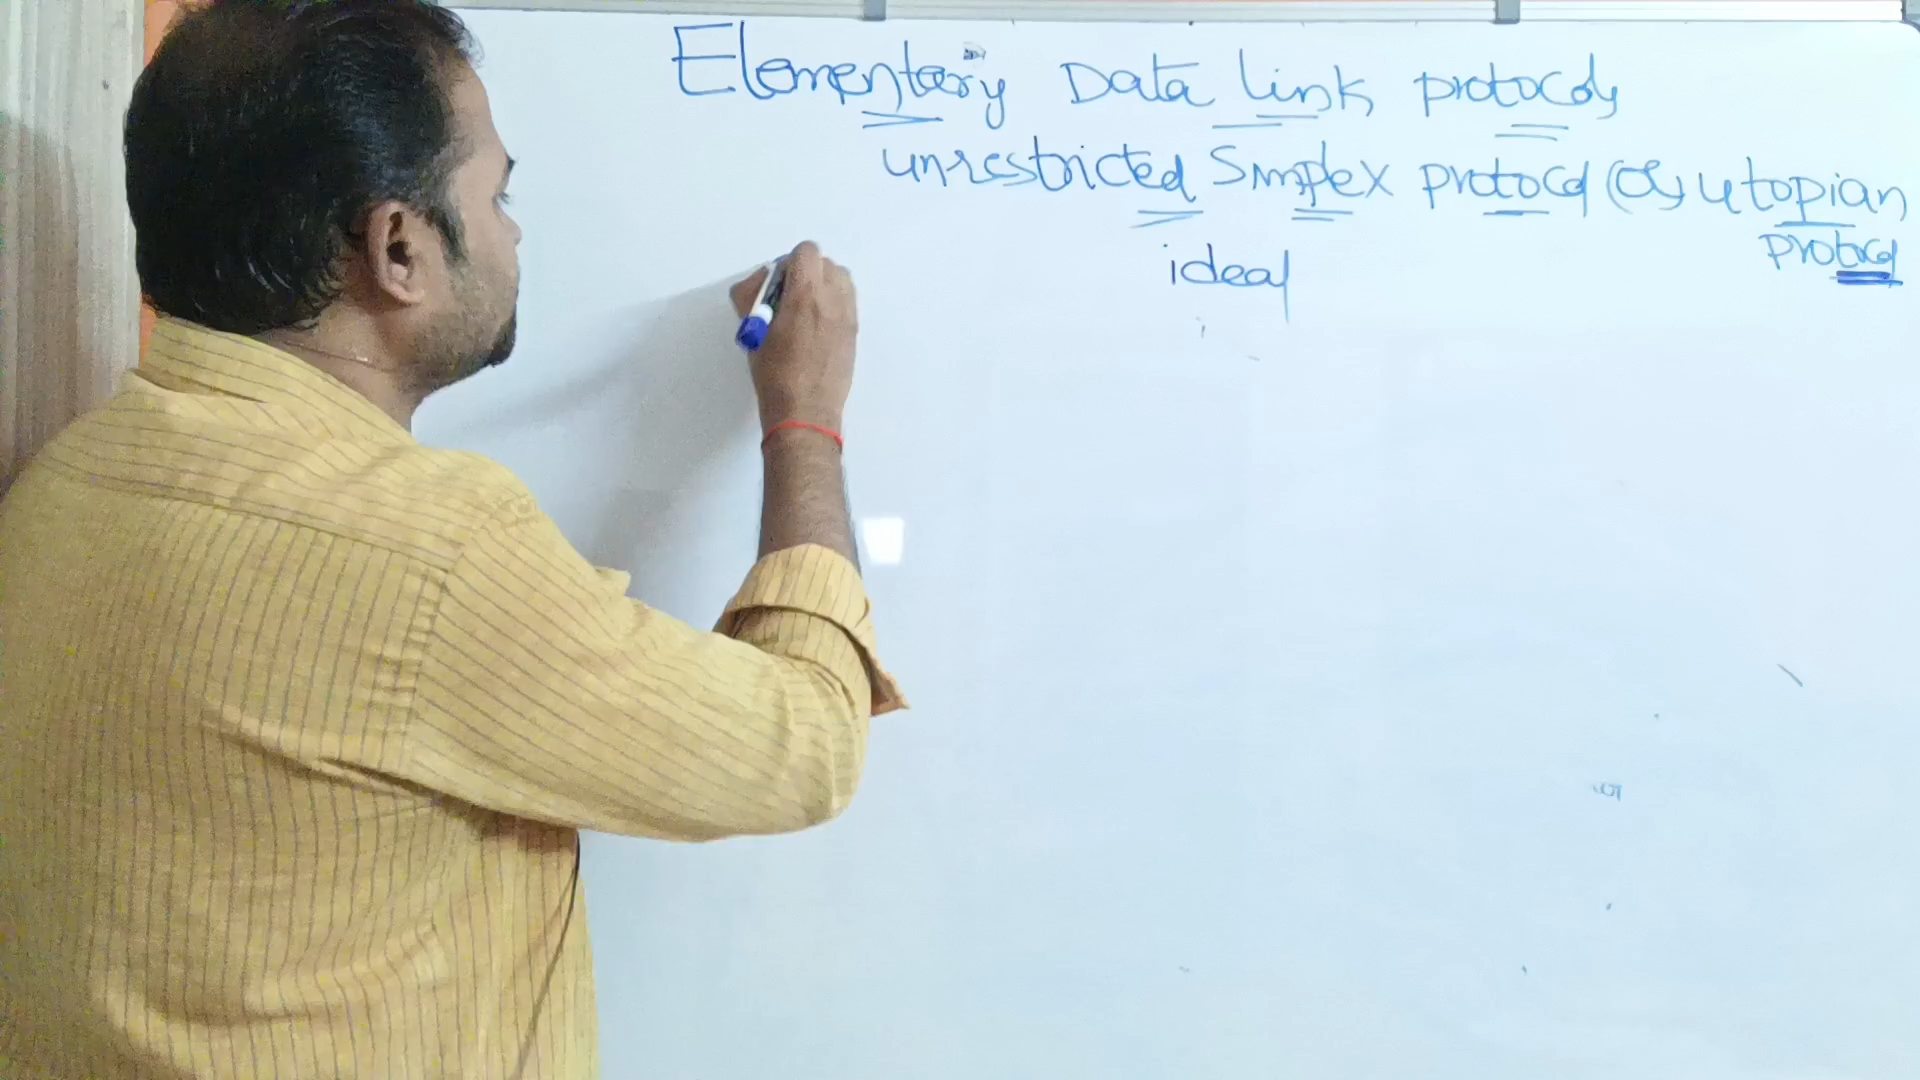 Elementary Data Link protocols
unrestricted Simplex protocol (or) utopian
protocol
ideal